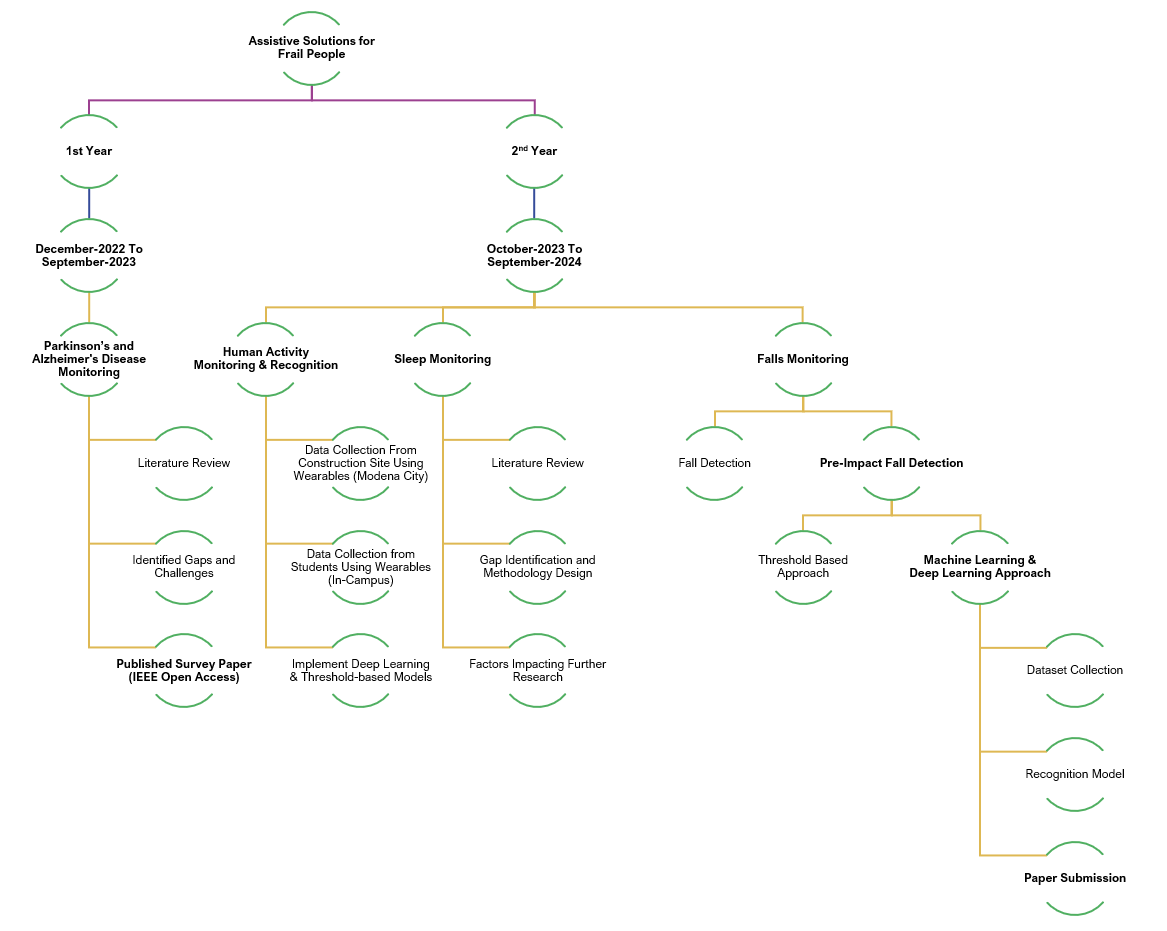 Assistive Solutions for
Frail People
1st Year
2nd Year
December-2022 To
September-2023
October-2023 To
September-2024
Parkinson's and
Alzheimer's Disease
Monitoring
Human Activity
Monitoring & Recognition
Sleep Monitoring
Falls Monitoring
Literature Review
Data Collection From
Construction Site Using
Wearables (Modena City)
Literature Review
Fall Detection
Pre-Impact Fall Detection
Identified Gaps and
Challenges
Data Collection from
Students Using Wearables
(In-Campus)
Gap Identification and
Methodology Design
Threshold Based
Approach
Machine Learning &
Deep Learning Approach
Published Survey Paper
(IEEE Open Access)
Implement Deep Learning
& Threshold-based Models
Factors Impacting Further
Research
Dataset Collection
Recognition Model
Paper Submission